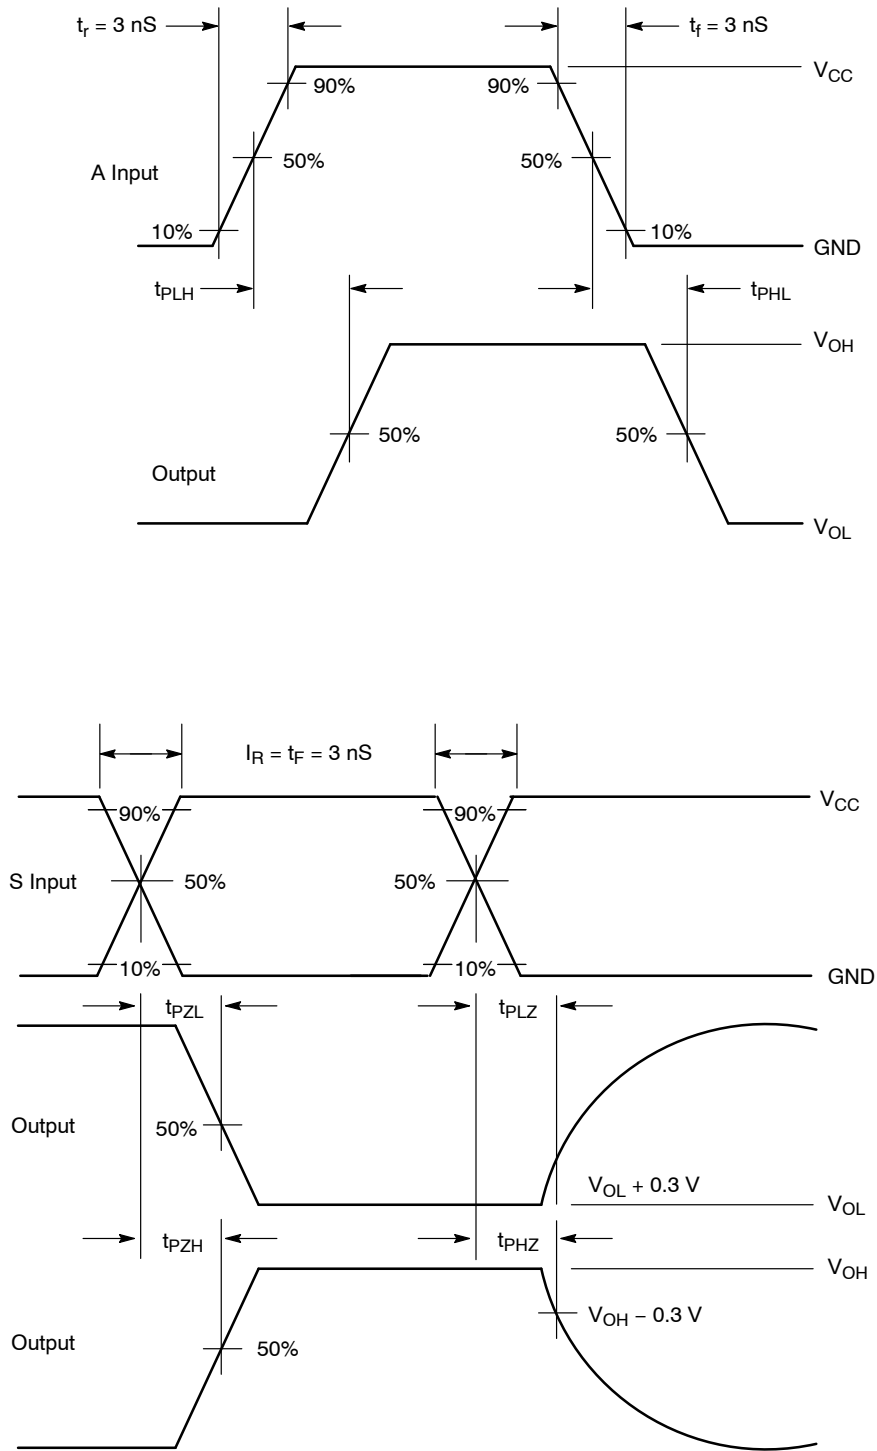 tr = 3 nS
tf = 3 nS
VCC
90%
90%
50%
50%
A Input
10%
10%
GND
tPLH
tPHL
VOH
50%
50%
Output
VOL
IR = tF = 3 nS
VCC
90%
90%
S Input
50%
50%
10%
10%
GND
tPZL
tPLZ
Output
50%
VOL + 0.3 V
VOL
tPZH
tPHZ
VOH
VOH − 0.3 V
Output
50%